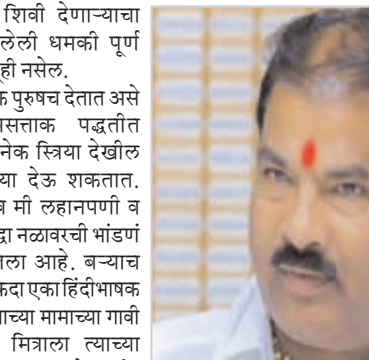 शिवी देणाऱ्याचा
लेली धमकी पूर्ण
ही नसेल.
पुरुषच देतात असे
सत्ताक पद्धतीत
नेक स्त्रिया देखील
या देऊ शकतात.
मी लहानपणी व
द्धा नळावरची भांडणं
ला आहे. बऱ्याच
कदा एका हिंदीभाषक
च्या मामाच्या गावी
मित्राला त्याच्या